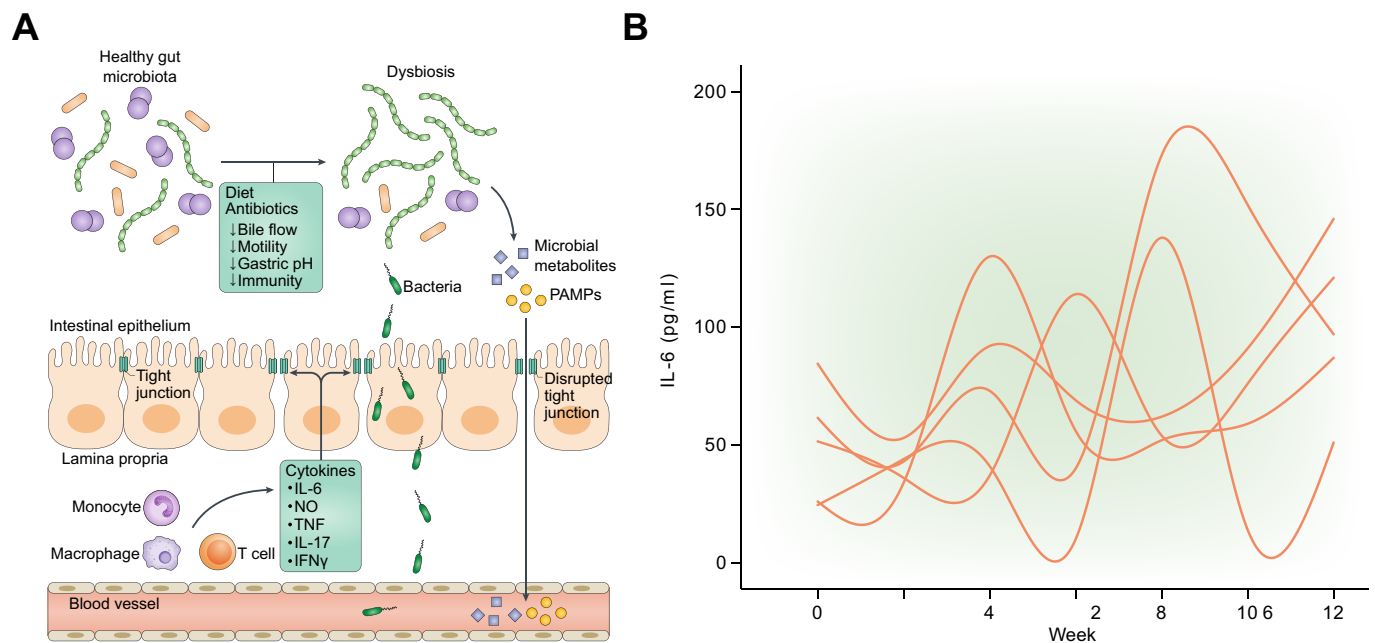 A
Healthy gut
microbiota
Dysbiosis
Diet
Antibiotics
↓Bile flow
↓Motility
↓Gastric pH
↓Immunity
Microbial
metabolites
PAMPs
Bacteria
Intestinal epithelium
Tight
junction
Disrupted
tight
junction
Lamina propria
Cytokines
•IL-6
•NO
•TNF
•IL-17
•IFNγ
Monocyte
Macrophage
T cell
Blood vessel
B
IL-6 (pg/ml)
200
150
100
50
0
0 4 2 8 10 6 12
Week